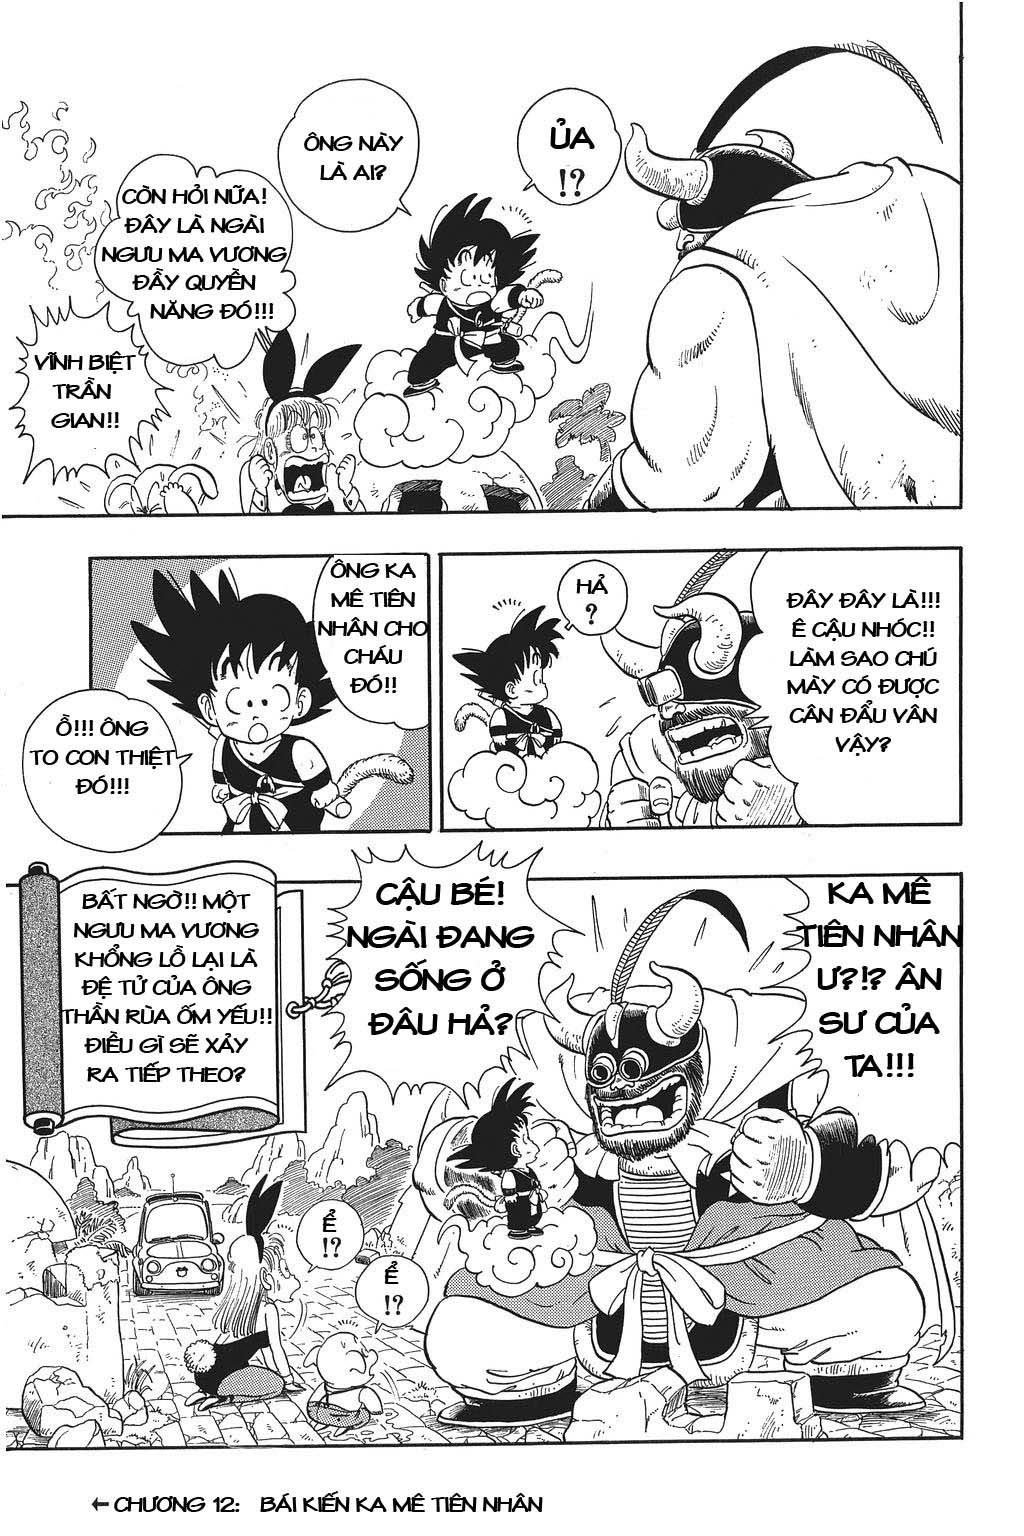 ỦA
!?
ÔNG NÀY
LÀ AI?
CÒN HỎI NỮA!
ĐÂY LÀ NGÀI
NGƯU MA VƯƠNG
ĐẦY QUYỀN
NĂNG ĐÓ!!!
VĨNH BIỆT
TRẦN
GIAN!!
ĐÂY ĐÂY LÀ!!!
Ê CẬU NHÓC!!
LÀM SAO CHÚ
MÀY CÓ ĐƯỢC
CÂN ĐẨU VÂN
VẬY?
HẢ
?
ÔNG KA
MÊ TIÊN
NHÂN CHO
CHÁU
ĐÓ!!
Ồ!!! ÔNG
TO CON THIỆT
ĐÓ!!!
KA MÊ
TIÊN NHÂN
Ư?!? ÂN
SƯ CỦA
TA!!!
CẬU BÉ!
NGÀI ĐANG
SỐNG Ở
ĐÂU HẢ?
Ể
!?
Ể
!?
BẤT NGỜ!! MỘT
NGƯU MA VƯƠNG
KHỔNG LỒ LẠI LÀ
ĐỆ TỬ CỦA ÔNG
THẦN RÙA ỐM YẾU!!
ĐIỀU GÌ SẼ XẢY
RA TIẾP THEO?
← CHƯƠNG 12: BÁI KIẾN KA MÊ TIÊN NHÂN